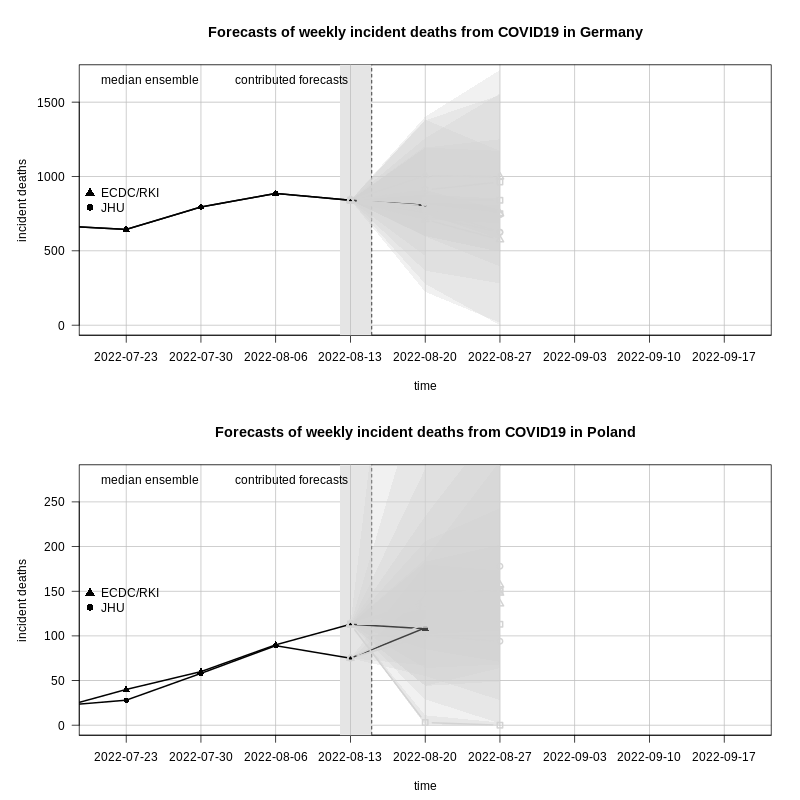 Forecasts of weekly incident deaths from COVID19 in Germany
median ensemble contributed forecasts
1500
1000
500
0
incident deaths
ECDC/RKI
JHU
2022-07-23 2022-07-30 2022-08-06 2022-08-13 2022-08-20 2022-08-27 2022-09-03 2022-09-10 2022-09-17
time
Forecasts of weekly incident deaths from COVID19 in Poland
median ensemble contributed forecasts
250
200
150
100
50
0
incident deaths
ECDC/RKI
JHU
2022-07-23 2022-07-30 2022-08-06 2022-08-13 2022-08-20 2022-08-27 2022-09-03 2022-09-10 2022-09-17
time